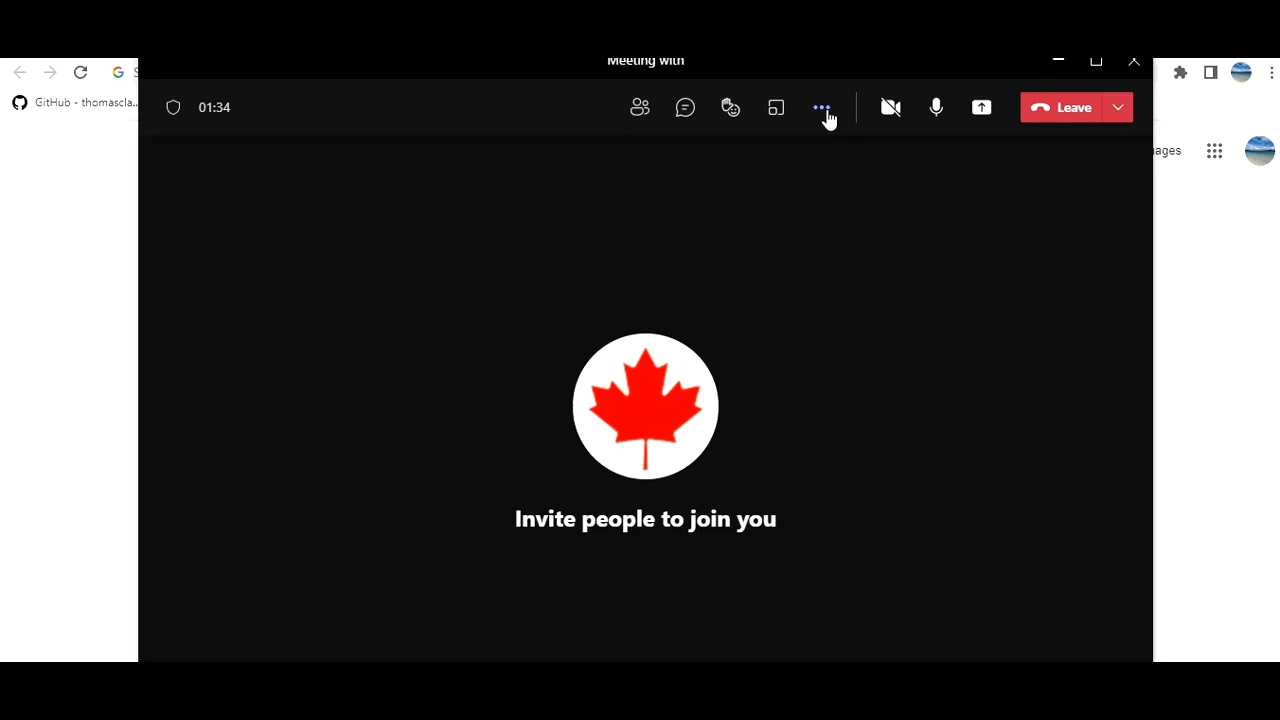 Meeting with
GitHub - thomascla...
01:34
Leave
ages
Invite people to join you